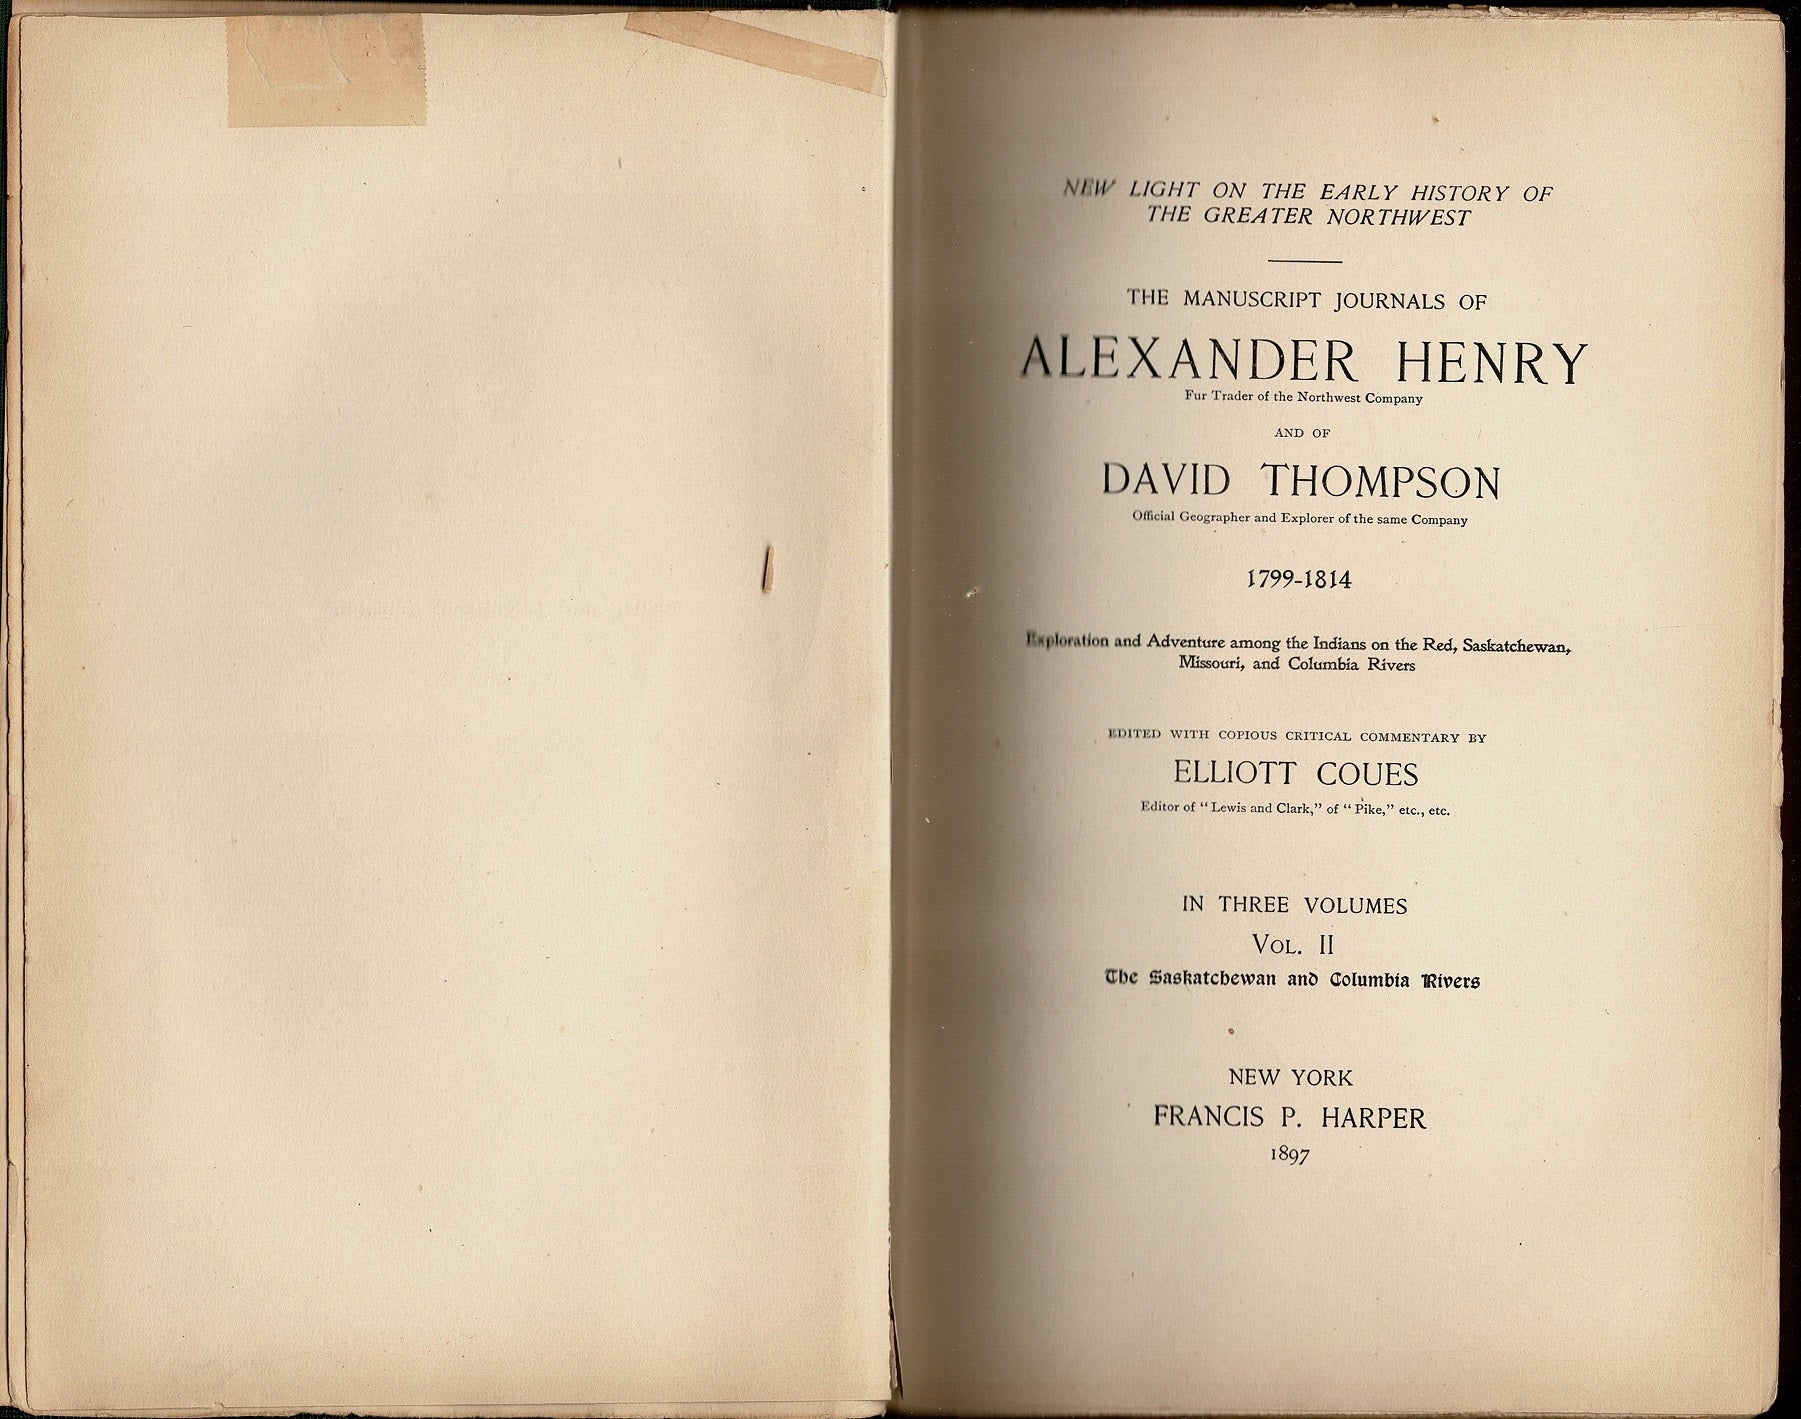 NEW LIGHT ON THE EARLY HISTORY OF
THE GREATER NORTHWEST
THE MANUSCRIPT JOURNALS OF
ALEXANDER HENRY
Fur Trader of the Northwest Company
AND OF
DAVID THOMPSON
Official Geographer and Explorer of the same Company
1799-1814
Exploration and Adventure among the Indians on the Red, Saskatchewan,
Missouri, and Columbia Rivers
EDITED WITH COPIOUS CRITICAL COMMENTARY BY
ELLIOTT COUES
Editor of "Lewis and Clark," of "Pike," etc., etc.
IN THREE VOLUMES
VOL. II
The Saskatchewan and Columbia Rivers
NEW YORK
FRANCIS P. HARPER
1897